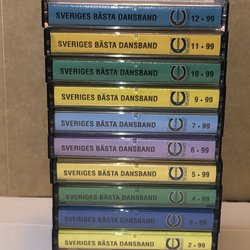 SVERIGES BÄSTA DANSBAND 12 • 99
SVERIGES BÄSTA DANSBAND 11 • 99
SVERIGES BÄSTA DANSBAND 10 • 99
SVERIGES BÄSTA DANSBAND 9 • 99
SVERIGES BÄSTA DANSBAND 7 • 99
SVERIGES BÄSTA DANSBAND 6 • 99
SVERIGES BÄSTA DANSBAND 5 • 99
SVERIGES BÄSTA DANSBAND 4 • 99
SVERIGES BÄSTA DANSBAND 3 • 99
SVERIGES BÄSTA DANSBAND 2 • 99